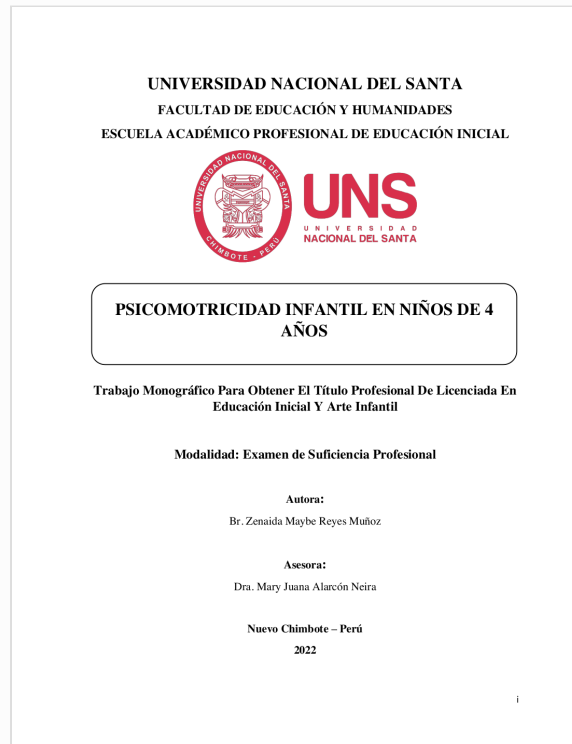 UNIVERSIDAD NACIONAL DEL SANTA
FACULTAD DE EDUCACIÓN Y HUMANIDADES
ESCUELA ACADÉMICO PROFESIONAL DE EDUCACIÓN INICIAL
UNIVERSIDAD NACIONAL DEL SANTA
CHIMBOTE - PERÚ
UNS
UNIVERSIDAD
NACIONAL DEL SANTA
PSICOMOTRICIDAD INFANTIL EN NIÑOS DE 4
AÑOS
Trabajo Monográfico Para Obtener El Título Profesional De Licenciada En
Educación Inicial Y Arte Infantil
Modalidad: Examen de Suficiencia Profesional
Autora:
Br. Zenaida Maybe Reyes Muñoz
Asesora:
Dra. Mary Juana Alarcón Neira
Nuevo Chimbote – Perú
2022
i